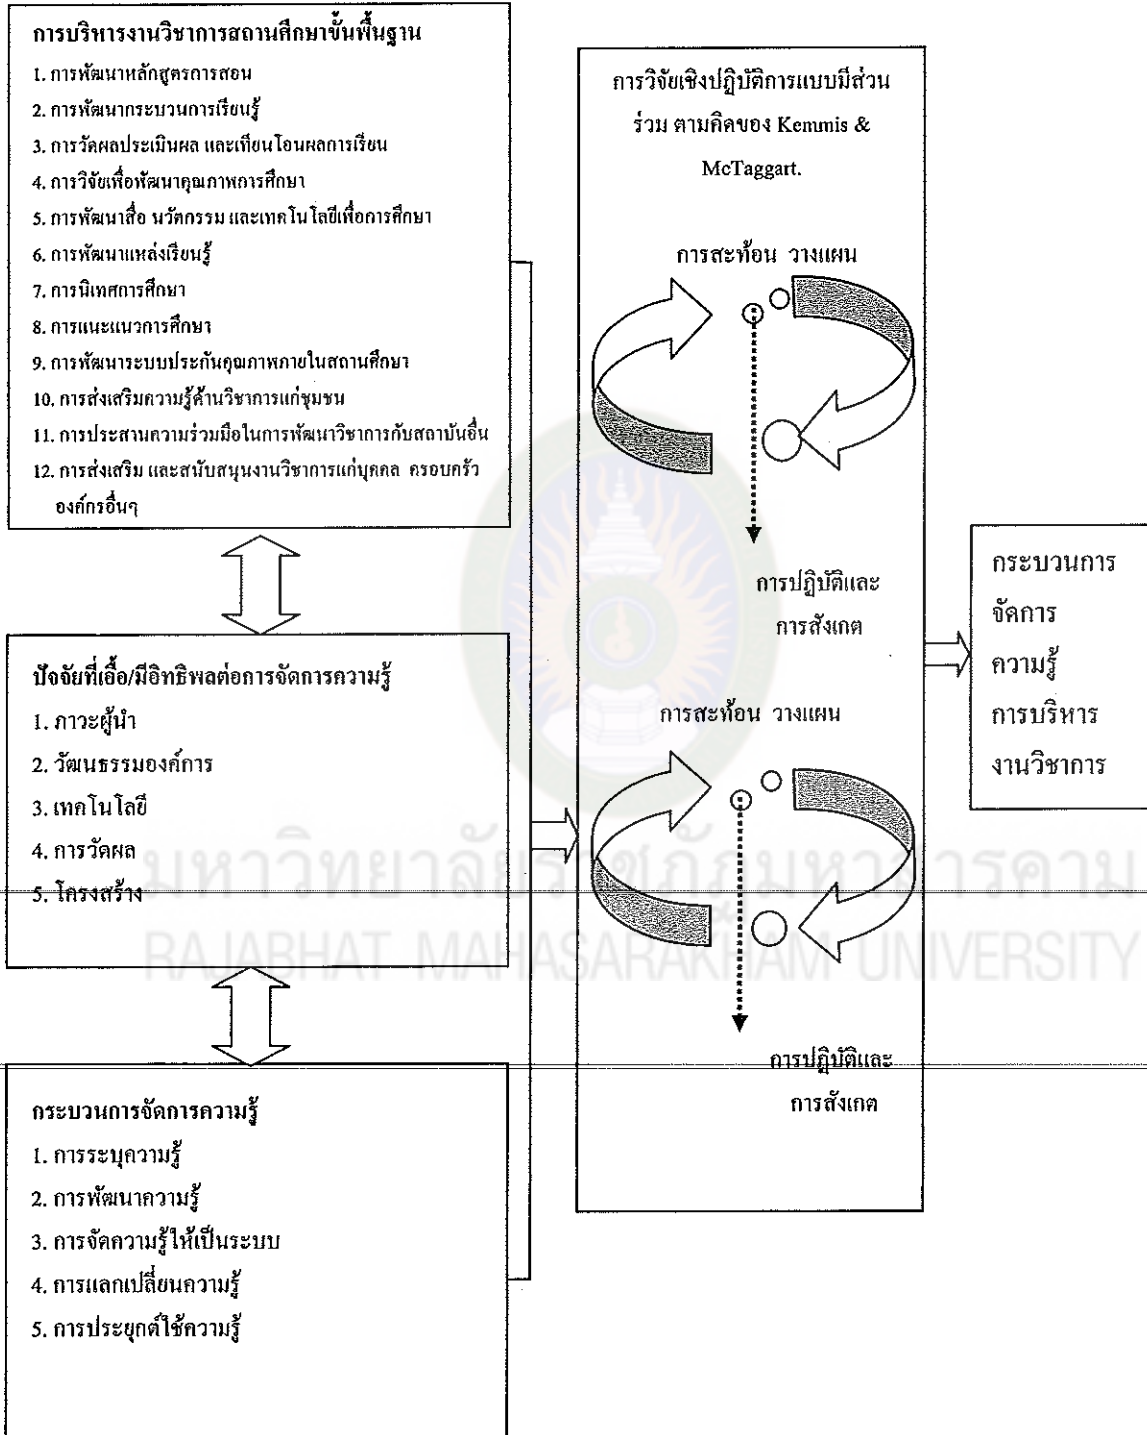 การบริหารงานวิชาการสถานศึกษาขั้นพื้นฐาน
1. การพัฒนาหลักสูตรการสอน
2. การพัฒนากระบวนการเรียนรู้
3. การวัดผลประเมินผล และเทียบโอนผลการเรียน
4. การวิจัยเพื่อพัฒนาคุณภาพการศึกษา
5. การพัฒนาสื่อ นวัตกรรม และเทคโนโลยีเพื่อการศึกษา
6. การพัฒนาแหล่งเรียนรู้
7. การนิเทศการศึกษา
8. การแนะแนวการศึกษา
9. การพัฒนาระบบประกันคุณภาพภายในสถานศึกษา
10. การส่งเสริมความรู้ด้านวิชาการแก่ชุมชน
11. การประสานความร่วมมือในการพัฒนาวิชาการกับสถาบันอื่น
12. การส่งเสริม และสนับสนุนงานวิชาการแก่บุคคล ครอบครัว
องค์กรอื่นๆ
ปัจจัยที่เอื้อ/มีอิทธิพลต่อการจัดการความรู้
1. ภาวะผู้นำ
2. วัฒนธรรมองค์การ
3. เทคโนโลยี
4. การวัดผล
5. โครงสร้าง
กระบวนการจัดการความรู้
1. การระบุความรู้
2. การพัฒนาความรู้
3. การจัดความรู้ให้เป็นระบบ
4. การแลกเปลี่ยนความรู้
5. การประยุกต์ใช้ความรู้
การวิจัยเชิงปฏิบัติการแบบมีส่วน
ร่วม ตามคิดของ Kemmis &
McTaggart.
การสะท้อน วางแผน
การปฏิบัติและ
การสังเกต
การสะท้อน วางแผน
การปฏิบัติและ
การสังเกต
กระบวนการ
จัดการ
ความรู้
การบริหาร
งานวิชาการ
มหาวิทยาลัยราชภัฏมหาสารคาม
RAJABHAT MAHASARAKHAM UNIVERSITY